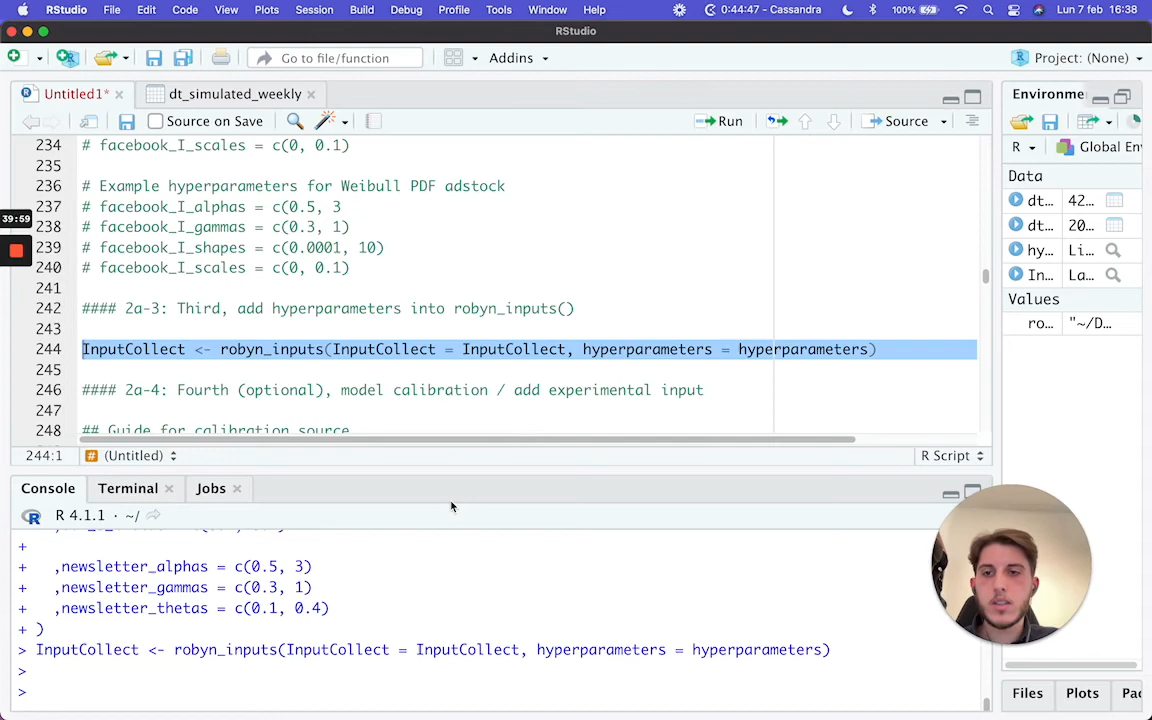 RStudio File Edit Code View Plots Session Build Debug Profile Tools Window Help 0:44:47 - Cassandra 100% Lun 7 feb 16:38
RStudio
Go to file/function Addins Project: (None)
Untitled1* dt_simulated_weekly
Source on Save Run Source
234 # facebook_I_scales = c(0, 0.1)
235
236 # Example hyperparameters for Weibull PDF adstock
237 # facebook_I_alphas = c(0.5, 3
238 # facebook_I_gammas = c(0.3, 1)
239 # facebook_I_shapes = c(0.0001, 10)
240 # facebook_I_scales = c(0, 0.1)
241
242 #### 2a-3: Third, add hyperparameters into robyn_inputs()
243
244 InputCollect <- robyn_inputs(InputCollect = InputCollect, hyperparameters = hyperparameters)
245
246 #### 2a-4: Fourth (optional), model calibration / add experimental input
247
248 ## Guide for calibration source
244:1 # (Untitled) R Script
39:59
Console Terminal Jobs
R 4.1.1 · ~/
+
+ ,newsletter_alphas = c(0.5, 3)
+ ,newsletter_gammas = c(0.3, 1)
+ ,newsletter_thetas = c(0.1, 0.4)
+ )
> InputCollect <- robyn_inputs(InputCollect = InputCollect, hyperparameters = hyperparameters)
>
>
Environme
R Global En
Data
dt... 42...
dt... 20...
hy... Li...
In... La...
Values
ro... "~/D...
Files Plots Pac